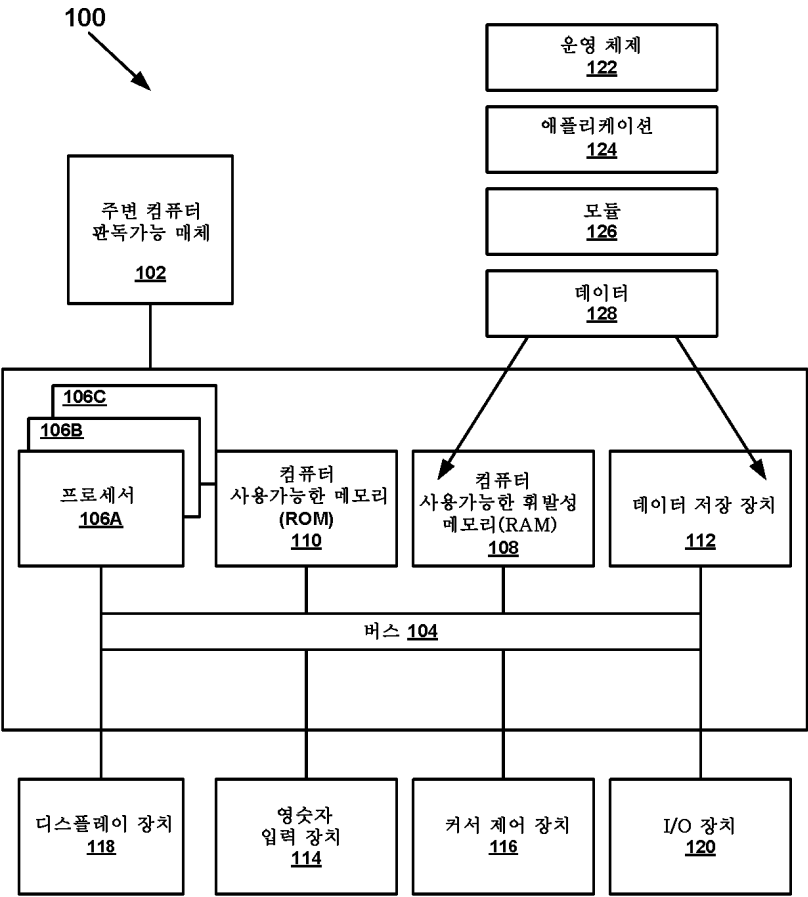 100
운영 체제
122
애플리케이션
124
모듈
126
데이터
128
주변 컴퓨터
판독가능 매체
102
106C
106B
프로세서
106A
컴퓨터
사용가능한 메모리
(ROM)
110
컴퓨터
사용가능한 휘발성
메모리(RAM)
108
데이터 저장 장치
112
버스 104
디스플레이 장치
118
영숫자
입력 장치
114
커서 제어 장치
116
I/O 장치
120